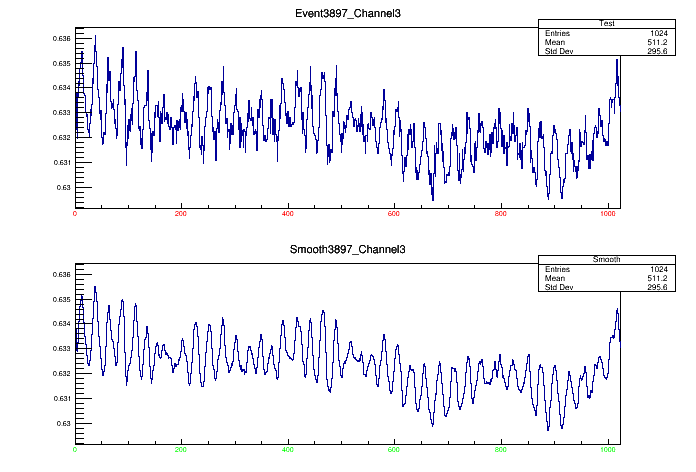 Event3897_Channel3
Test
Entries 1024
Mean 511.2
Std Dev 295.6
0.636
0.635
0.634
0.633
0.632
0.631
0.63
0 200 400 600 800 1000
Smooth3897_Channel3
Smooth
Entries 1024
Mean 511.2
Std Dev 295.6
0.636
0.635
0.634
0.633
0.632
0.631
0.63
0 200 400 600 800 1000